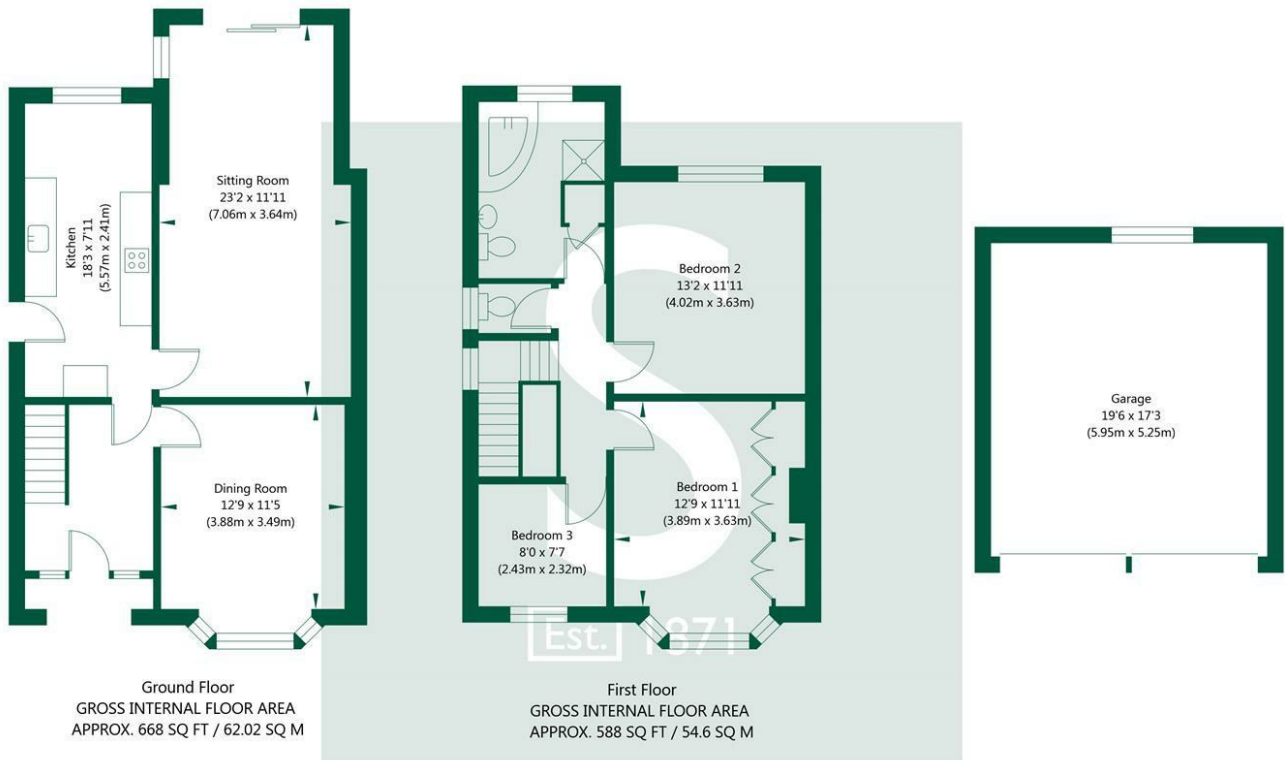 Sitting Room
23'2 x 11'11
(7.06m x 3.64m)
Kitchen
18'3 x 7'11
(5.57m x 2.41m)
Dining Room
12'9 x 11'5
(3.88m x 3.49m)
Ground Floor
GROSS INTERNAL FLOOR AREA
APPROX. 668 SQ FT / 62.02 SQ M
Bedroom 2
13'2 x 11'11
(4.02m x 3.63m)
Bedroom 1
12'9 x 11'11
(3.89m x 3.63m)
Bedroom 3
8'0 x 7'7
(2.43m x 2.32m)
S
Est. 1871
First Floor
GROSS INTERNAL FLOOR AREA
APPROX. 588 SQ FT / 54.6 SQ M
Garage
19'6 x 17'3
(5.95m x 5.25m)